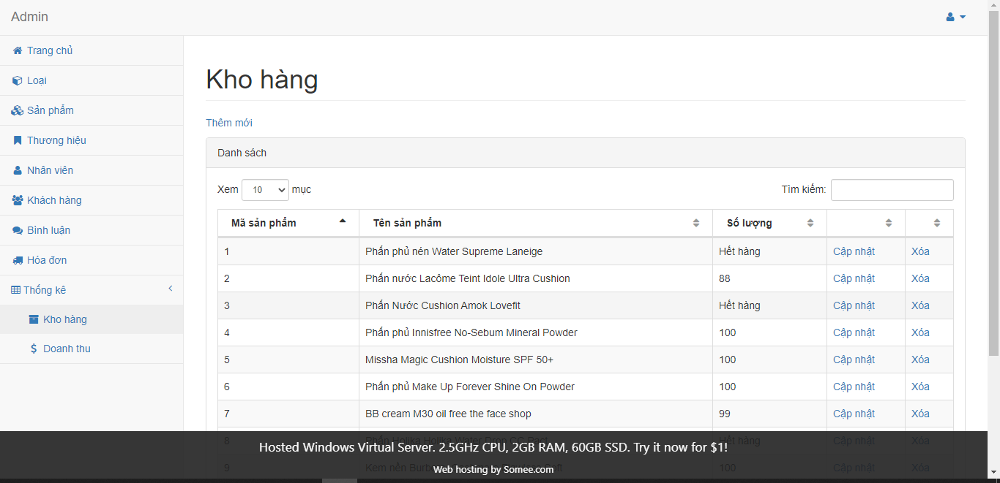 Admin
Trang chủ
Loại
Sản phẩm
Thương hiệu
Nhân viên
Khách hàng
Bình luận
Hóa đơn
Thống kê
Kho hàng
Doanh thu
Kho hàng
Thêm mới
Danh sách
Xem 10 mục
Tìm kiếm:
Mã sản phẩm Tên sản phẩm Số lượng
1 Phấn phủ nén Water Supreme Laneige Hết hàng Cập nhật Xóa
2 Phấn nước Lacôme Teint Idole Ultra Cushion 88 Cập nhật Xóa
3 Phấn Nước Cushion Amok Lovefit Hết hàng Cập nhật Xóa
4 Phấn phủ Innisfree No-Sebum Mineral Powder 100 Cập nhật Xóa
5 Missha Magic Cushion Moisture SPF 50+ 100 Cập nhật Xóa
6 Phấn phủ Make Up Forever Shine On Powder 100 Cập nhật Xóa
7 BB cream M30 oil free the face shop 99 Cập nhật Xóa
8 Phấn Holika Holika Water Drop CC Hết hàng Cập nhật Xóa
Hosted Windows Virtual Server. 2.5GHz CPU, 2GB RAM, 60GB SSD. Try it now for $1!
9 Kem nền 100 Cập nhật Xóa
Web hosting by Somee.com